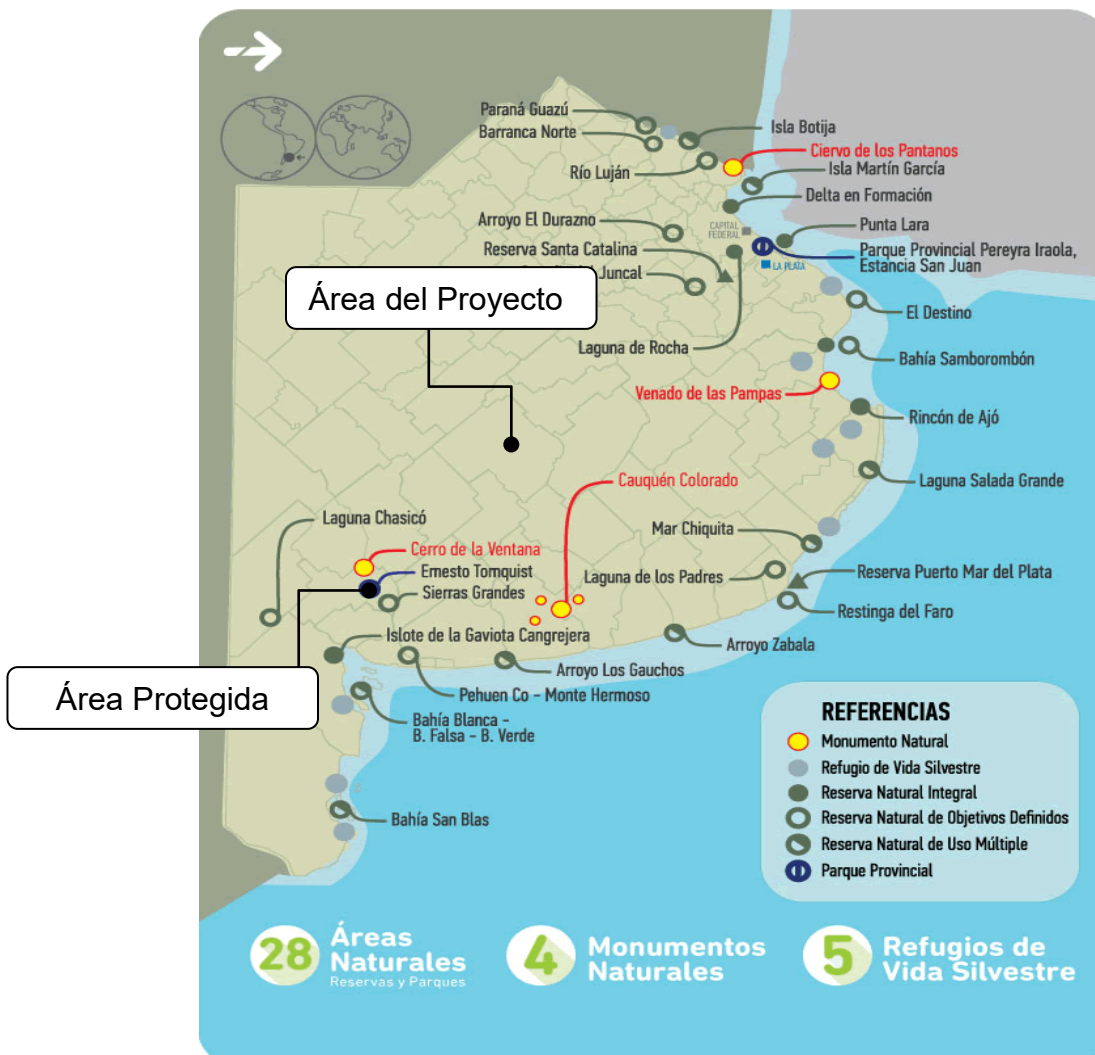 Paraná Guazú
Barranca Norte
Isla Botija
Ciervo de los Pantanos
Río Luján
Isla Martín García
Delta en Formación
Arroyo El Durazno
CAPITAL
FEDERAL
Punta Lara
Reserva Santa Catalina
Parque Provincial Pereyra Iraola,
Estancia San Juan
LA PLATA
Juncal
Área del Proyecto
El Destino
Laguna de Rocha
Bahía Samborombón
Venado de las Pampas
Rincón de Ajó
Cauquén Colorado
Laguna Salada Grande
Laguna Chasicó
Mar Chiquita
Cerro de la Ventana
Ernesto Tornquist
Laguna de los Padres
Reserva Puerto Mar del Plata
Sierras Grandes
Restinga del Faro
Islote de la Gaviota Cangrejera
Arroyo Zabala
Arroyo Los Gauchos
Área Protegida
Pehuen Co - Monte Hermoso
Bahía Blanca -
B. Falsa - B. Verde
Bahía San Blas
REFERENCIAS
Monumento Natural
Refugio de Vida Silvestre
Reserva Natural Integral
Reserva Natural de Objetivos Definidos
Reserva Natural de Uso Múltiple
Parque Provincial
28 Áreas
Naturales
Reservas y Parques
4 Monumentos
Naturales
5 Refugios de
Vida Silvestre